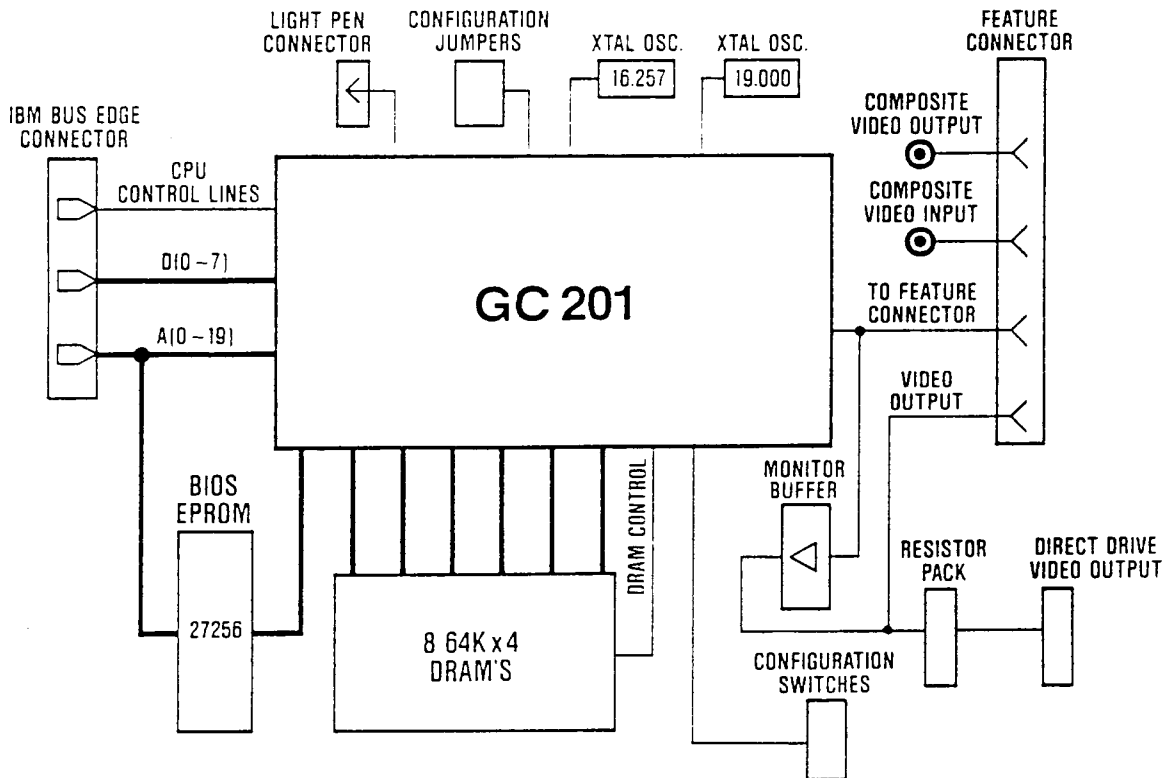 LIGHT PEN
CONNECTOR
CONFIGURATION
JUMPERS
XTAL OSC.
16.257
XTAL OSC.
19.000
FEATURE
CONNECTOR
IBM BUS EDGE
CONNECTOR
COMPOSITE
VIDEO OUTPUT
CPU
CONTROL LINES
COMPOSITE
VIDEO INPUT
D(0-7)
GC 201
TO FEATURE
CONNECTOR
A(0-19)
VIDEO
OUTPUT
BIOS
EPROM
27256
DRAM CONTROL
8 64K x 4
DRAM'S
MONITOR
BUFFER
RESISTOR
PACK
DIRECT DRIVE
VIDEO OUTPUT
CONFIGURATION
SWITCHES